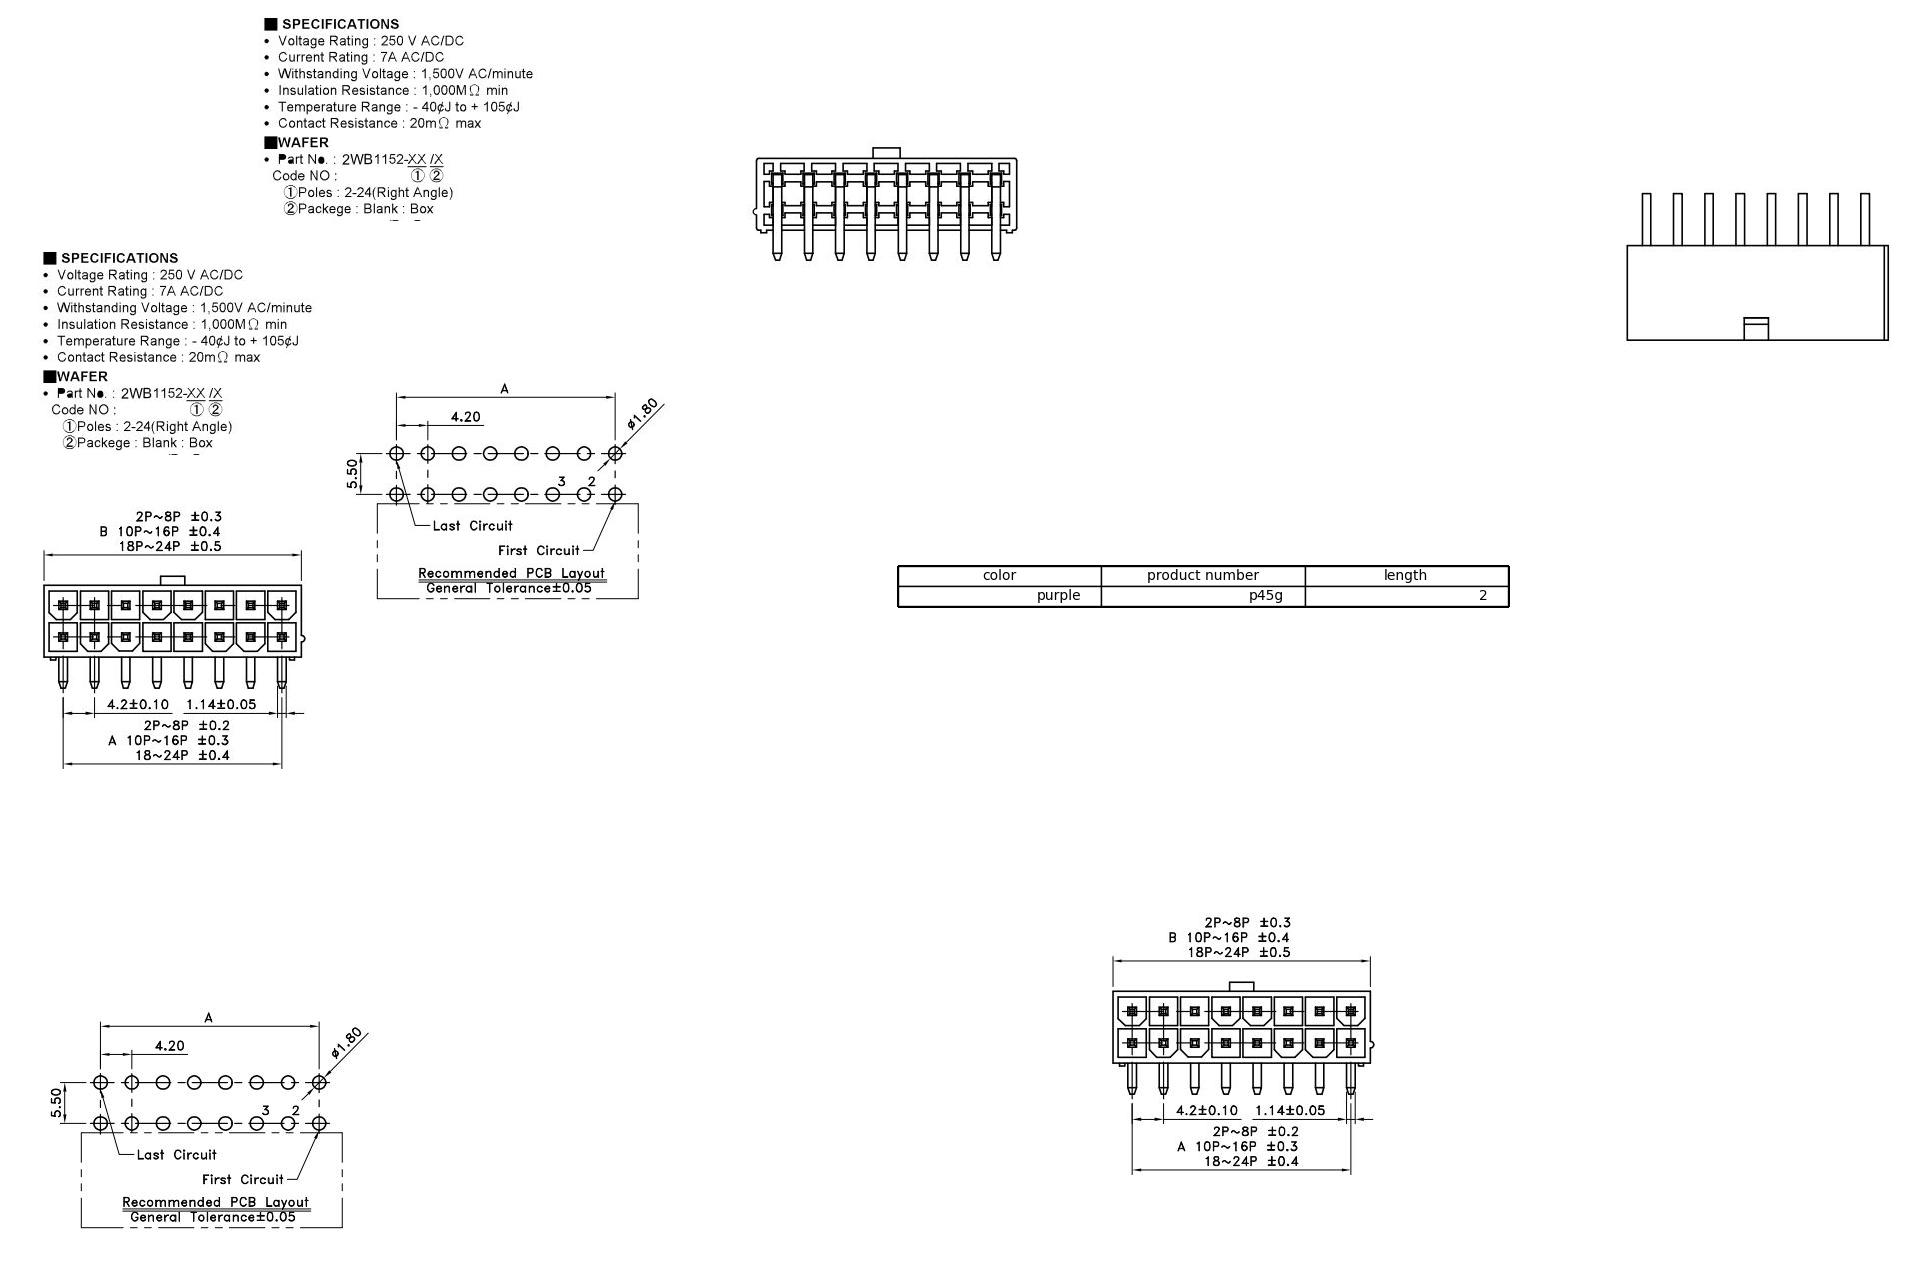 ■ SPECIFICATIONS
• Voltage Rating : 250 V AC/DC
• Current Rating : 7A AC/DC
• Withstanding Voltage : 1,500V AC/minute
• Insulation Resistance : 1,000MΩ min
• Temperature Range : - 40¢J to + 105¢J
• Contact Resistance : 20mΩ max
■WAFER
• Part No. : 2WB1152-XX /X
Code NO : ① ②
①Poles : 2-24(Right Angle)
②Packege : Blank : Box
■ SPECIFICATIONS
• Voltage Rating : 250 V AC/DC
• Current Rating : 7A AC/DC
• Withstanding Voltage : 1,500V AC/minute
• Insulation Resistance : 1,000MΩ min
• Temperature Range : - 40¢J to + 105¢J
• Contact Resistance : 20mΩ max
■WAFER
• Part No. : 2WB1152-XX /X
Code NO : ① ②
①Poles : 2-24(Right Angle)
②Packege : Blank : Box
A
4.20
ø1.80
5.50
3 2
Last Circuit
First Circuit
Recommended PCB Layout
General Tolerance±0.05
2P~8P ±0.3
B 10P~16P ±0.4
18P~24P ±0.5
4.2±0.10 1.14±0.05
2P~8P ±0.2
A 10P~16P ±0.3
18~24P ±0.4
color product number length
purple p45g 2
2P~8P ±0.3
B 10P~16P ±0.4
18P~24P ±0.5
4.2±0.10 1.14±0.05
2P~8P ±0.2
A 10P~16P ±0.3
18~24P ±0.4
A
4.20
ø1.80
5.50
3 2
Last Circuit
First Circuit
Recommended PCB Layout
General Tolerance±0.05